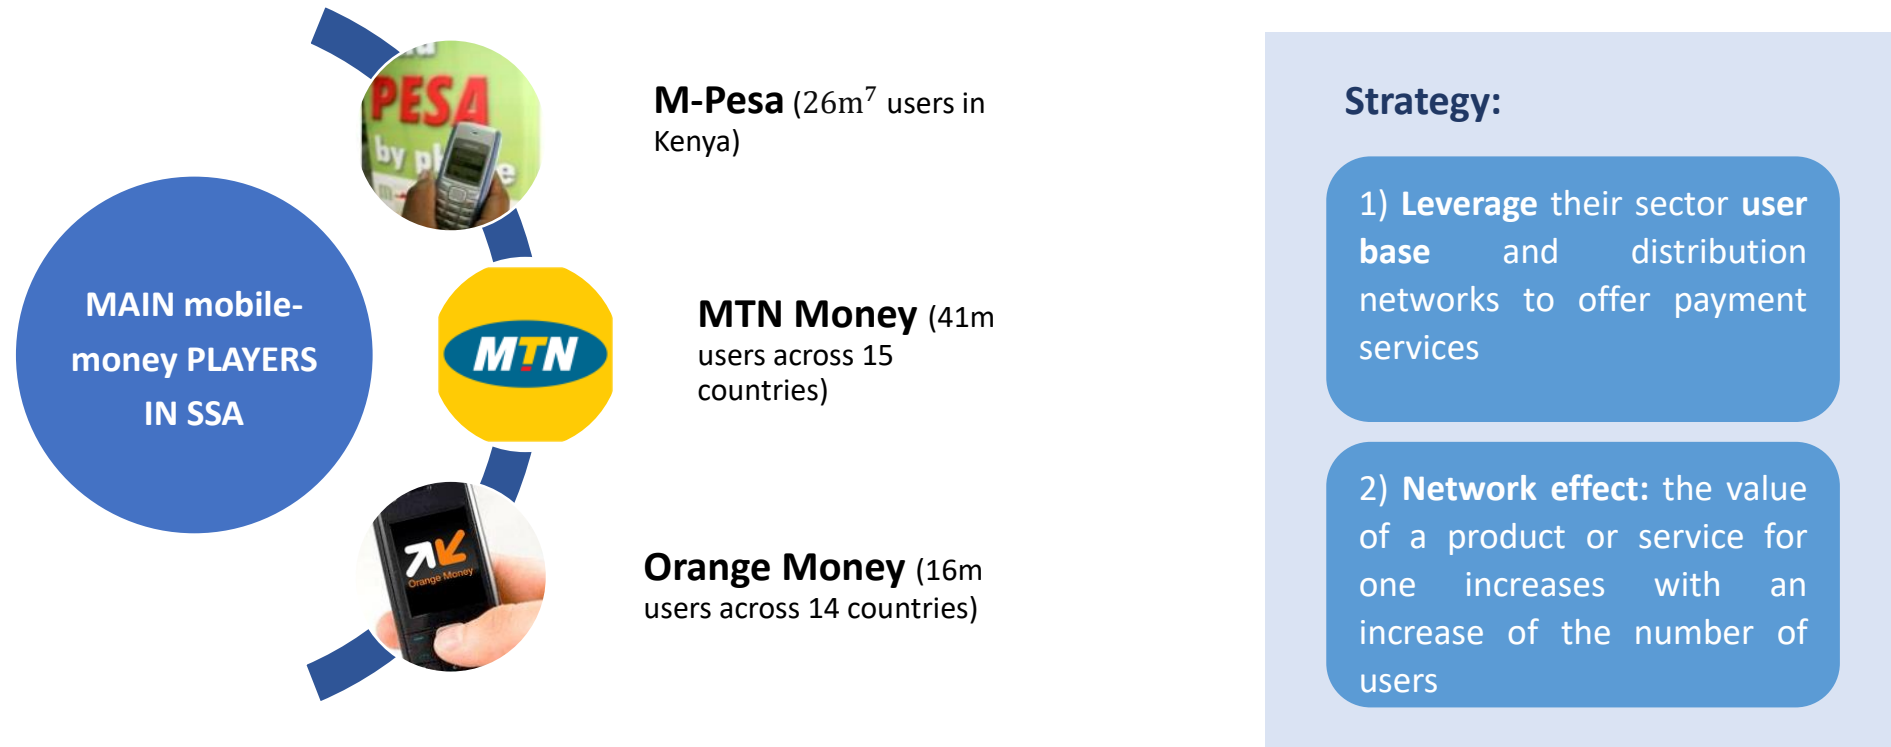 MAIN mobile-
money PLAYERS
IN SSA
PESA
by ph
MTN
Orange Money
M-Pesa (26m⁷ users in
Kenya)
MTN Money (41m
users across 15
countries)
Orange Money (16m
users across 14 countries)
Strategy:
1) Leverage their sector user
base and distribution
networks to offer payment
services
2) Network effect: the value
of a product or service for
one increases with an
increase of the number of
users